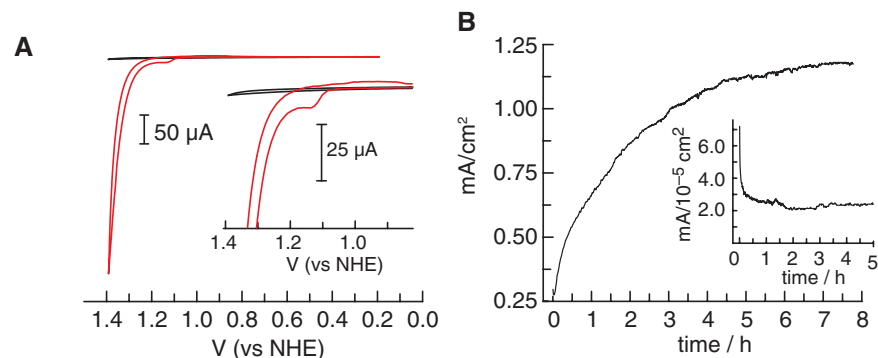 A
50 µA
25 µA
1.4 1.2 1.0
V (vs NHE)
1.4 1.2 1.0 0.8 0.6 0.4 0.2 0.0
V (vs NHE)
B
1.25
1.00
0.75
0.50
0.25
mA/cm²
0 1 2 3 4 5 6 7 8
time / h
6.0
4.0
2.0
mA/10⁻⁵ cm²
0 1 2 3 4 5
time / h